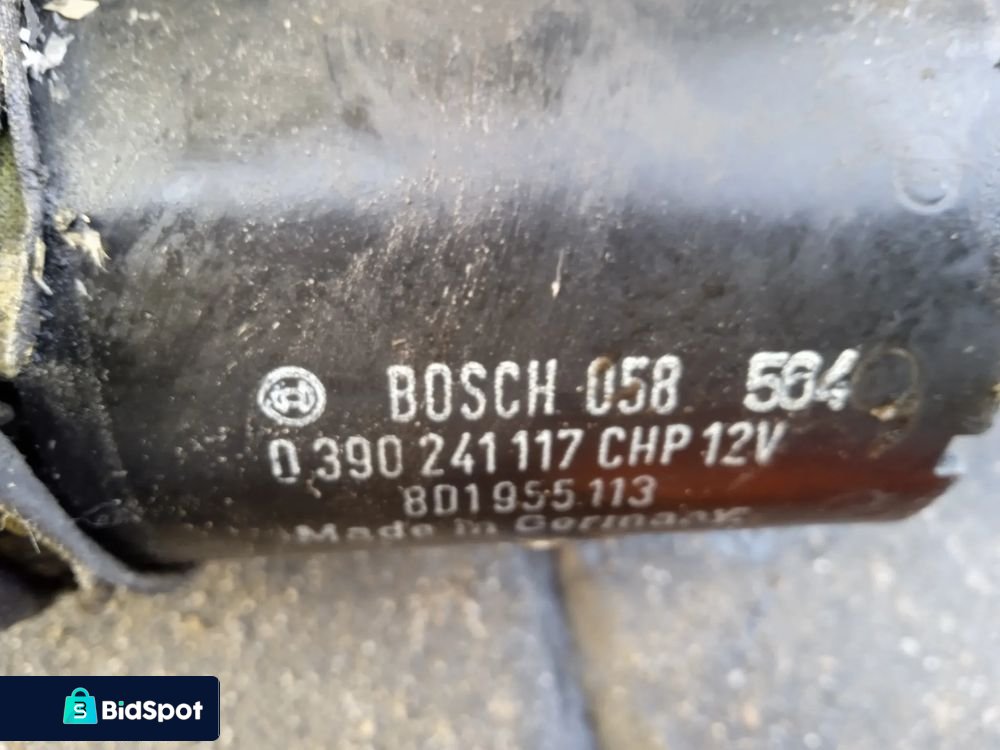 BOSCH 058 564
0 390 241 117 CHP 12V
8D1 955 113
Made in Germany.
BidSpot